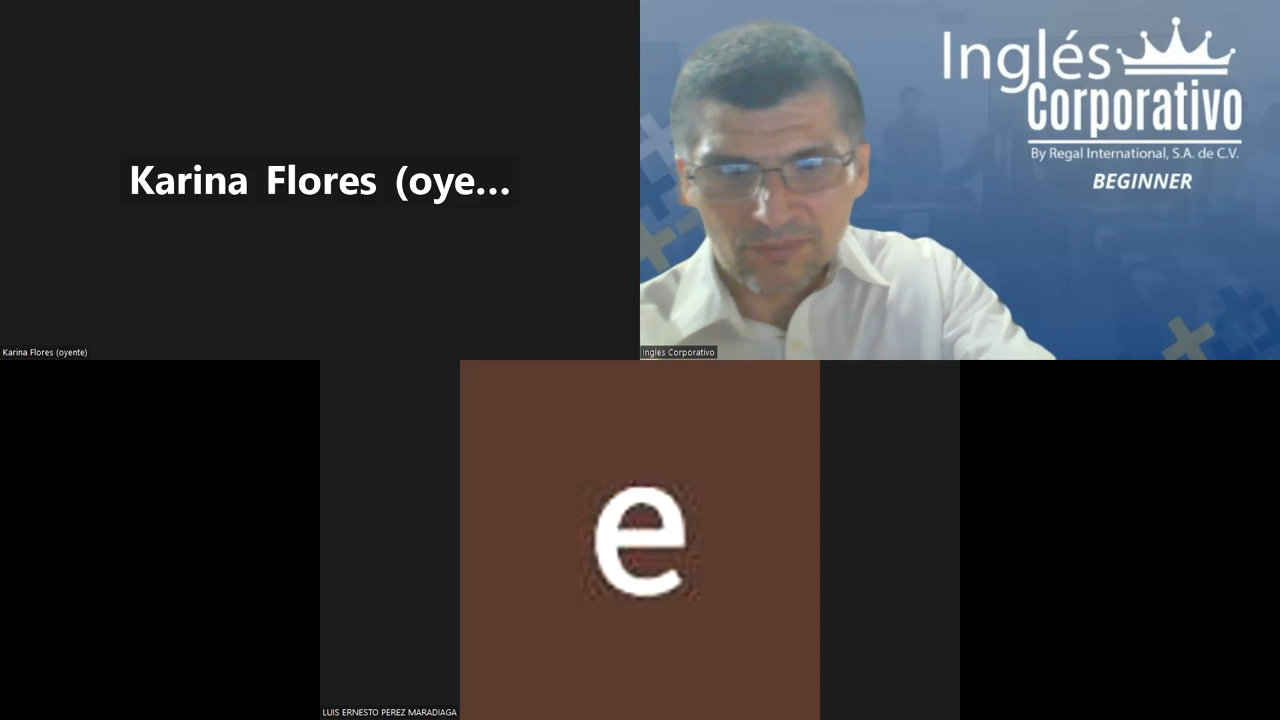 Karina Flores (oye...
Karina Flores (oyente)
Inglés
Corporativo
By Regal International, S.A. de C.V.
BEGINNER
Ingles Corporativo
e
LUIS ERNESTO PEREZ MARADIAGA